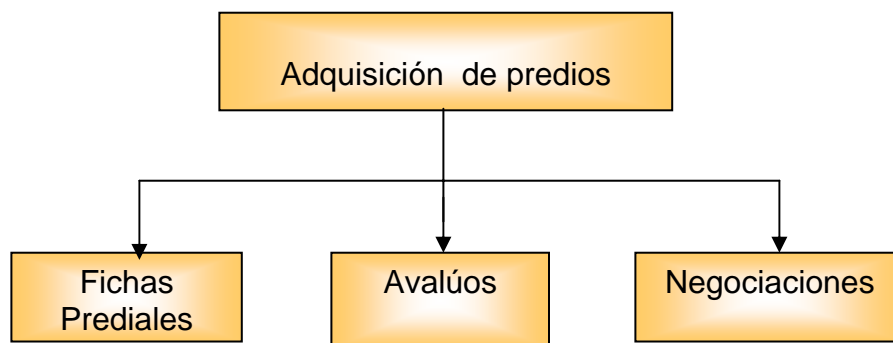 Adquisición de predios
Fichas
Prediales
Avalúos
Negociaciones